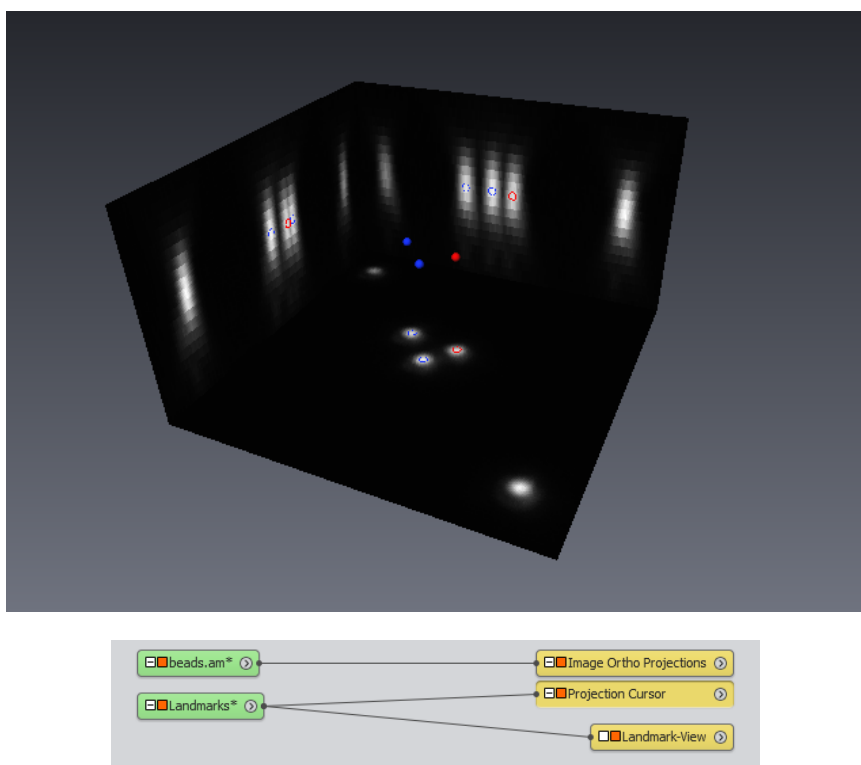 beads.am*
Image Ortho Projections
Projection Cursor
Landmarks*
Landmark-View